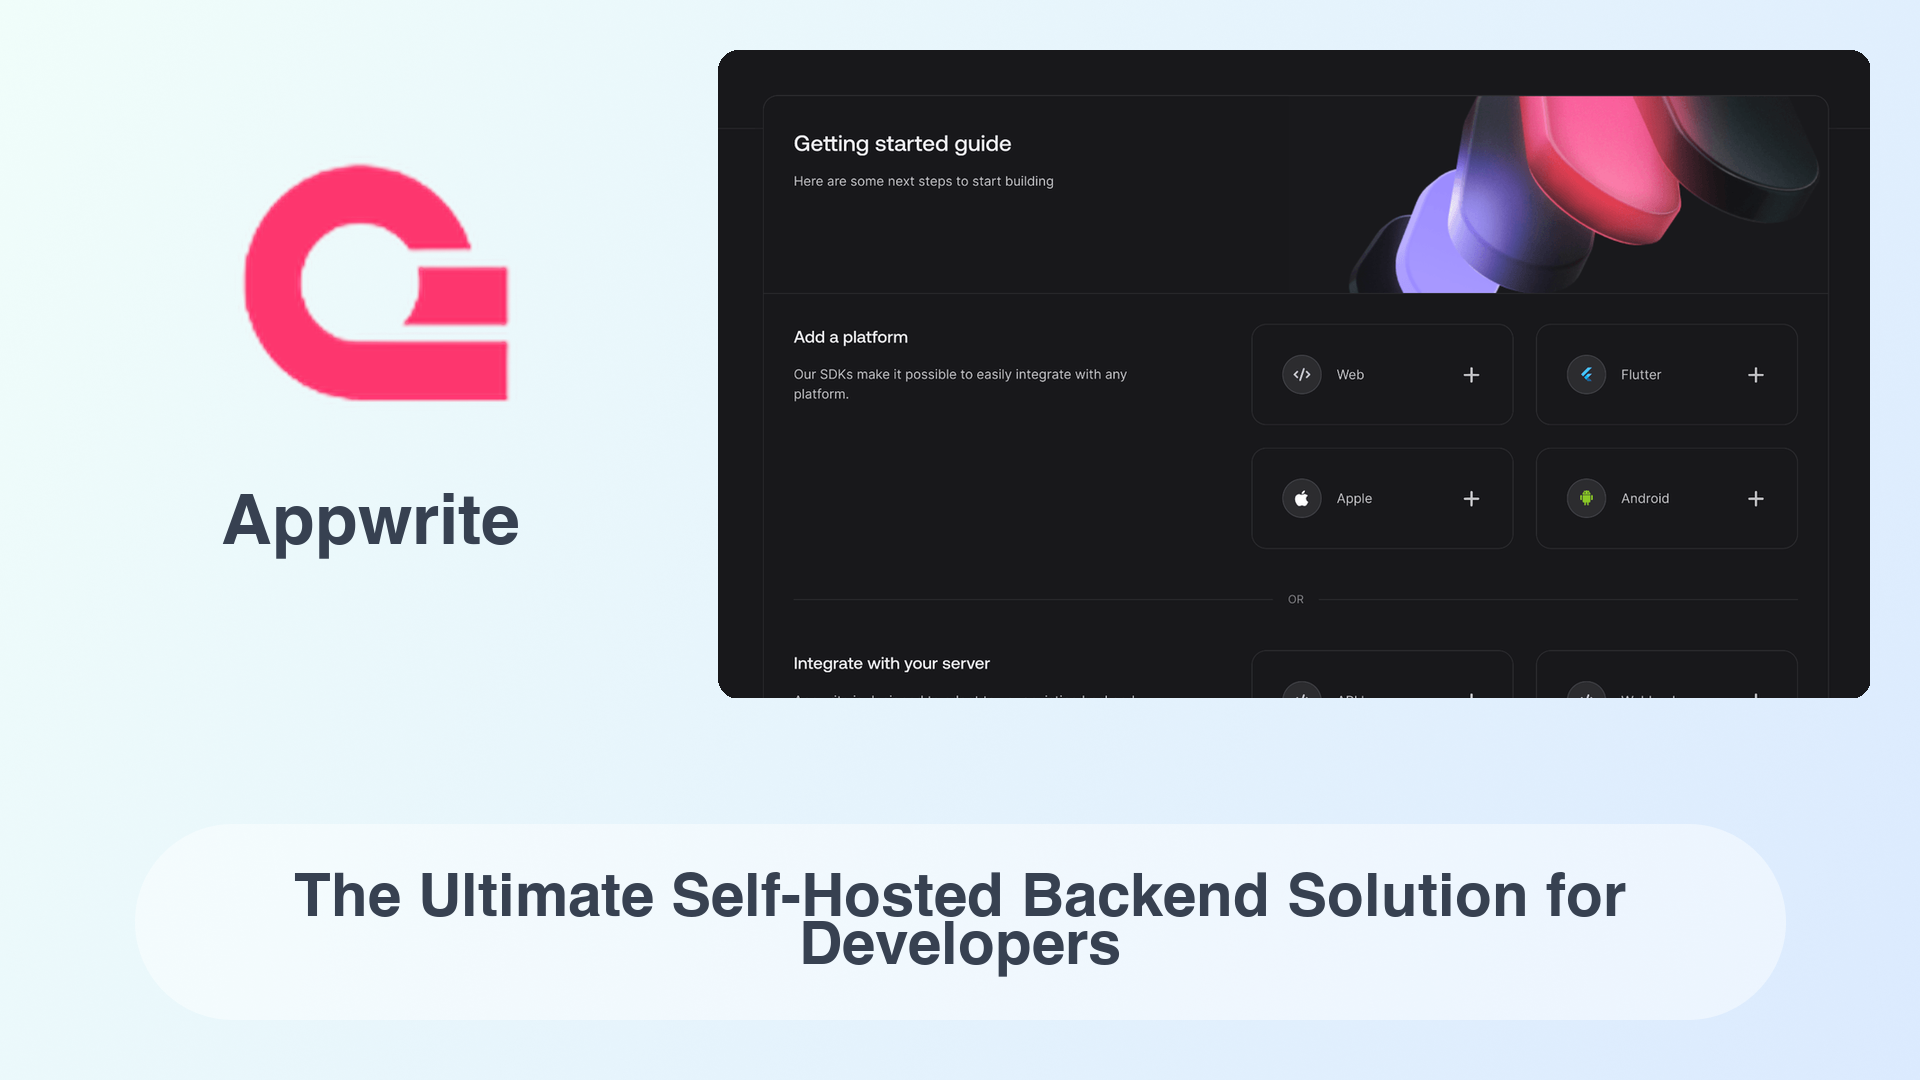 Appwrite
Getting started guide
Here are some next steps to start building
Add a platform
Our SDKs make it possible to easily integrate with any
platform.
Web
Flutter
Apple
Android
OR
Integrate with your server
The Ultimate Self-Hosted Backend Solution for
Developers